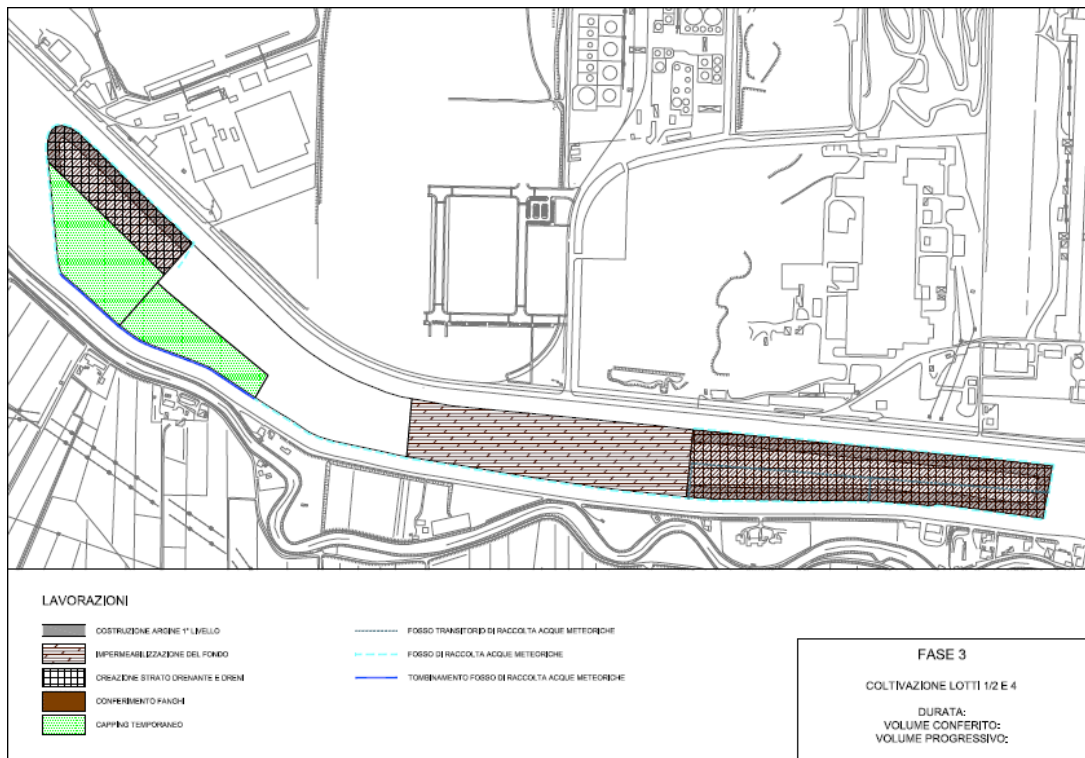 LAVORAZIONI
COSTRUZIONE ARGINE 1° LIVELLO
IMPERMEABILIZZAZIONE DEL FONDO
CREAZIONE STRATO DRENANTE E DRENI
CONFERIMENTO FANGHI
CAPPING TEMPORANEO
FOSSO TRANSITORIO DI RACCOLTA ACQUE METEORICHE
FOSSO DI RACCOLTA ACQUE METEORICHE
TOMBINAMENTO FOSSO DI RACCOLTA ACQUE METEORICHE
FASE 3
COLTIVAZIONE LOTTI 1/2 E 4
DURATA:
VOLUME CONFERITO:
VOLUME PROGRESSIVO: